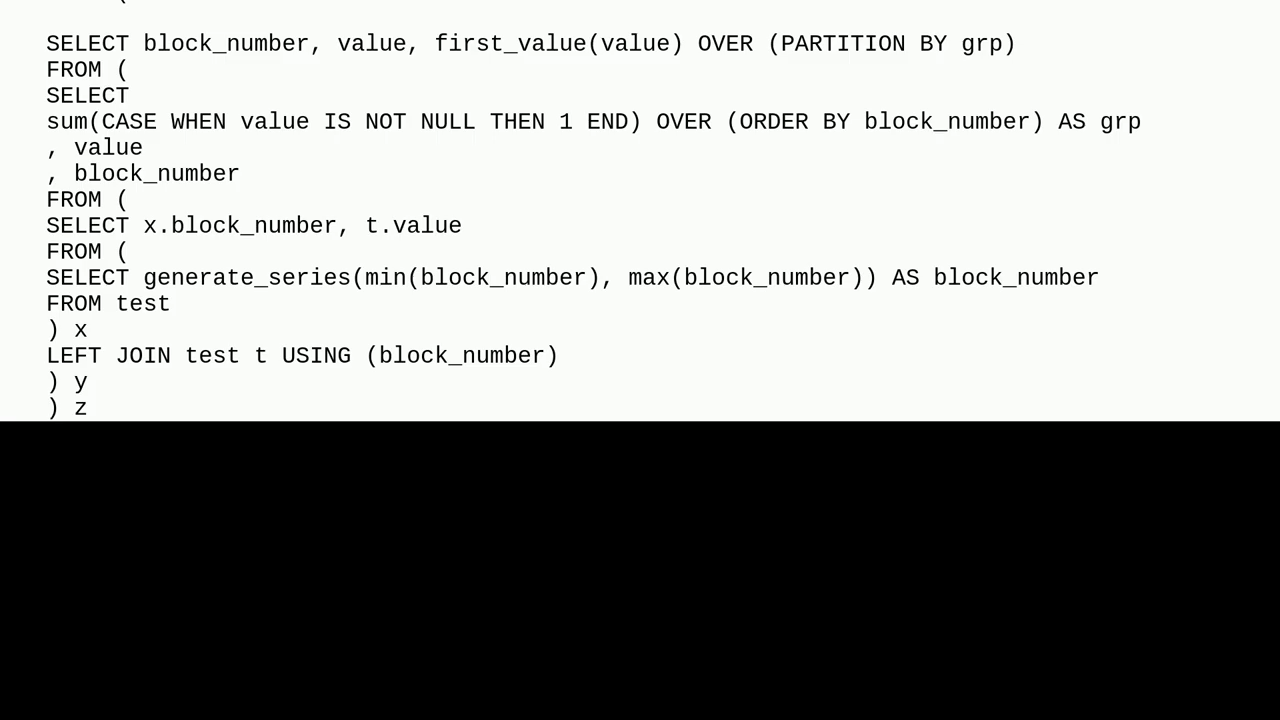 SELECT block_number, value, first_value(value) OVER (PARTITION BY grp)
FROM (
SELECT
sum(CASE WHEN value IS NOT NULL THEN 1 END) OVER (ORDER BY block_number) AS grp
, value
, block_number
FROM (
SELECT x.block_number, t.value
FROM (
SELECT generate_series(min(block_number), max(block_number)) AS block_number
FROM test
) x
LEFT JOIN test t USING (block_number)
) y
) z